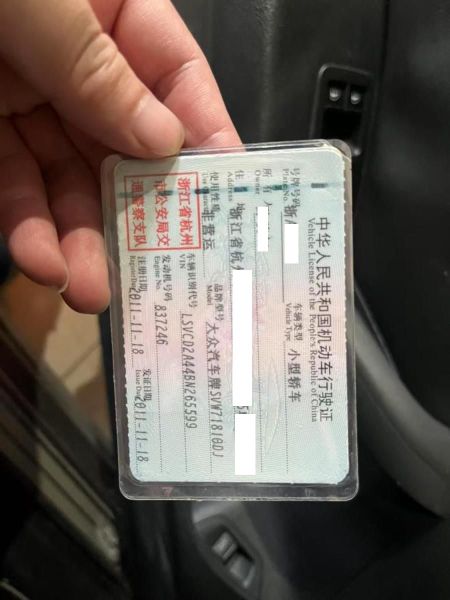 中华人民共和国机动车行驶证
Vehicle License of the People's Republic of China
号牌号码 浙A 车辆类型 小型轿车
Plate No. Vehicle Type
所有人
Owner
住址 浙江省杭州
Address
使用性质 非营运 品牌型号 大众汽车牌SVW71810DJ
Use Character Model
浙江省杭州
市公安局交
通警察支队
车辆识别代号 LSVCD2A44BN265599
VIN
发动机号码 837246
Engine No.
注册日期 2011-11-18 发证日期 2011-11-18
Register Date Issue Date